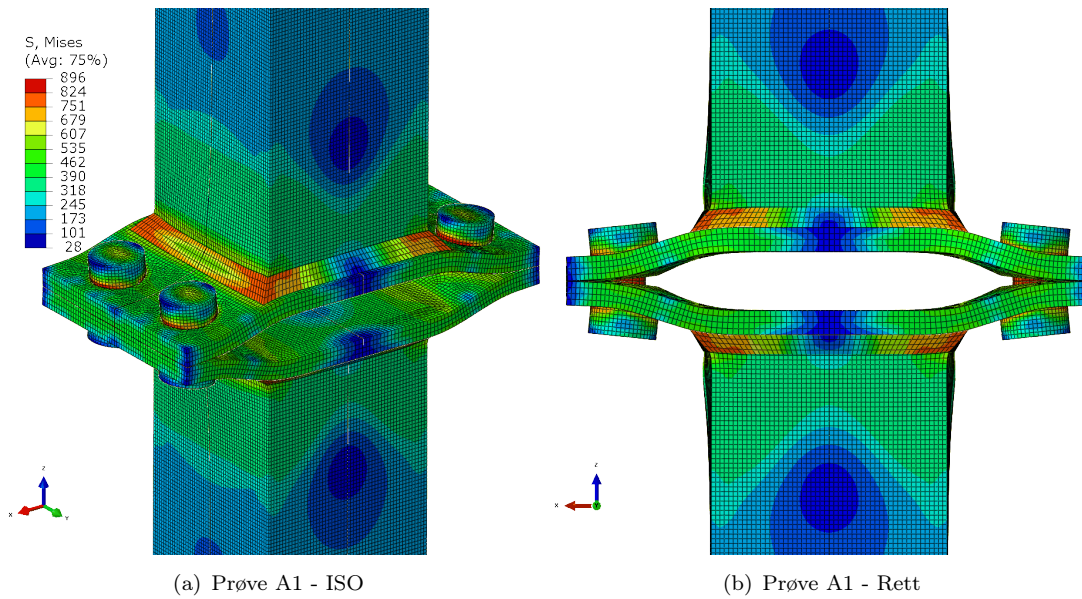 S, Mises
(Avg: 75%)
896
824
751
679
607
535
462
390
318
245
173
101
28
z
x
Y
z
x
Y
(a) Prøve A1 - ISO
(b) Prøve A1 - Rett